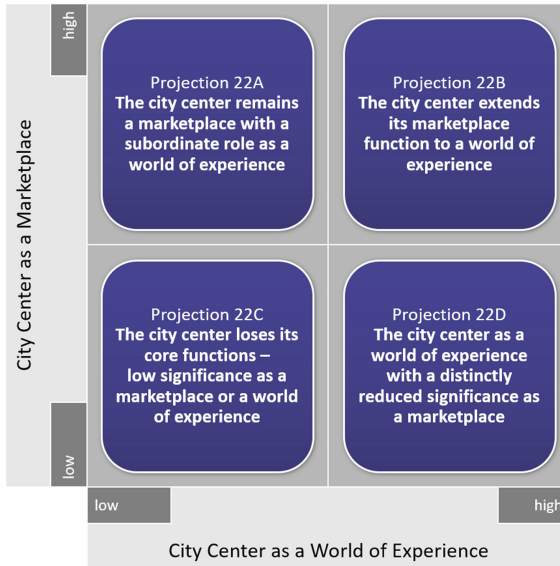 City Center as a Marketplace
high
low
Projection 22A
The city center remains
a marketplace with a
subordinate role as a
world of experience
Projection 22B
The city center extends
its marketplace
function to a world of
experience
Projection 22C
The city center loses its
core functions –
low significance as a
marketplace or a world
of experience
Projection 22D
The city center as a
world of experience
with a distinctly
reduced significance as
a marketplace
low
high
City Center as a World of Experience